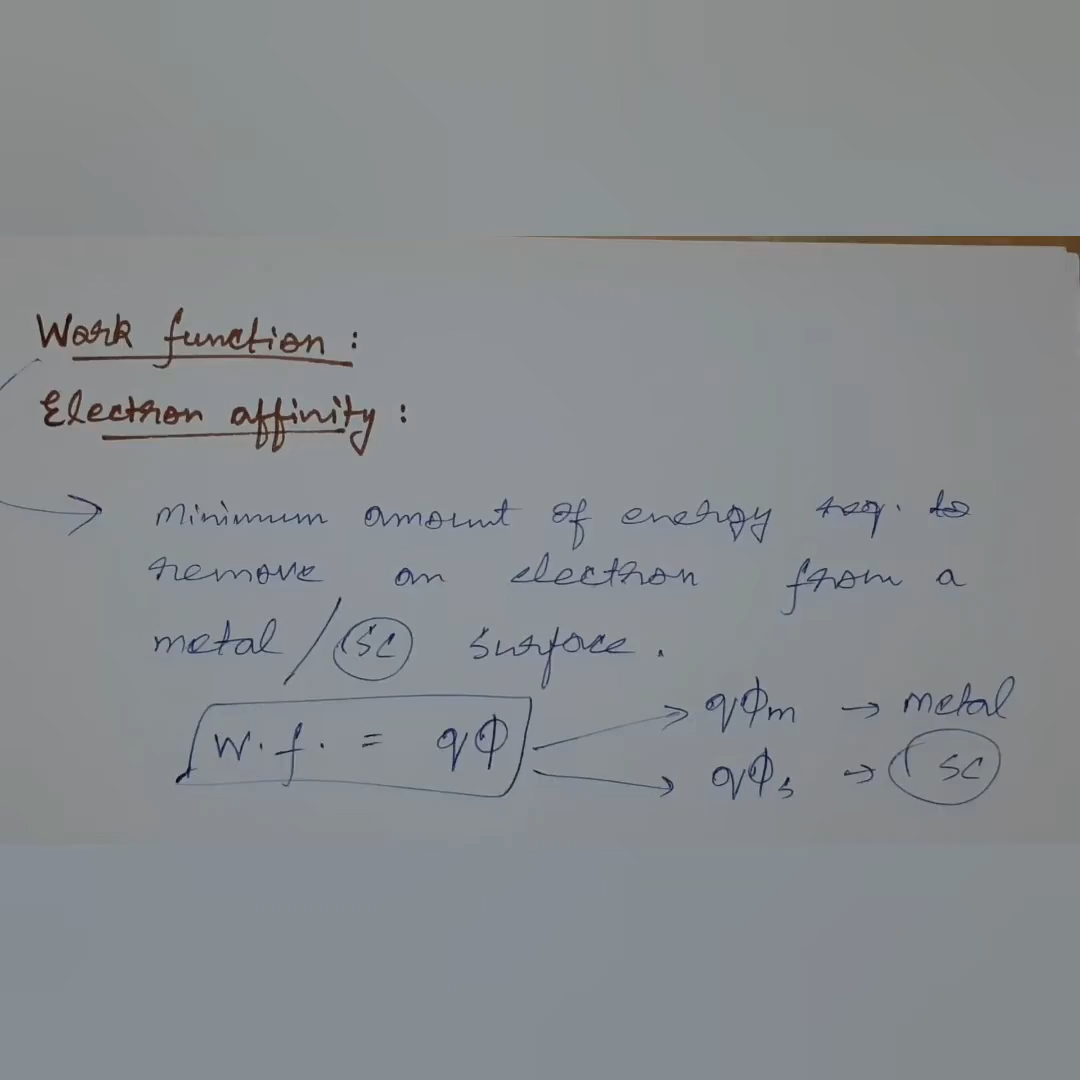 Work function :
Electron affinity :
Minimum amount of energy req. to
remove an electron from a
metal / SC surface.
W.f. = qΦ
qΦm → metal
qΦs → SC